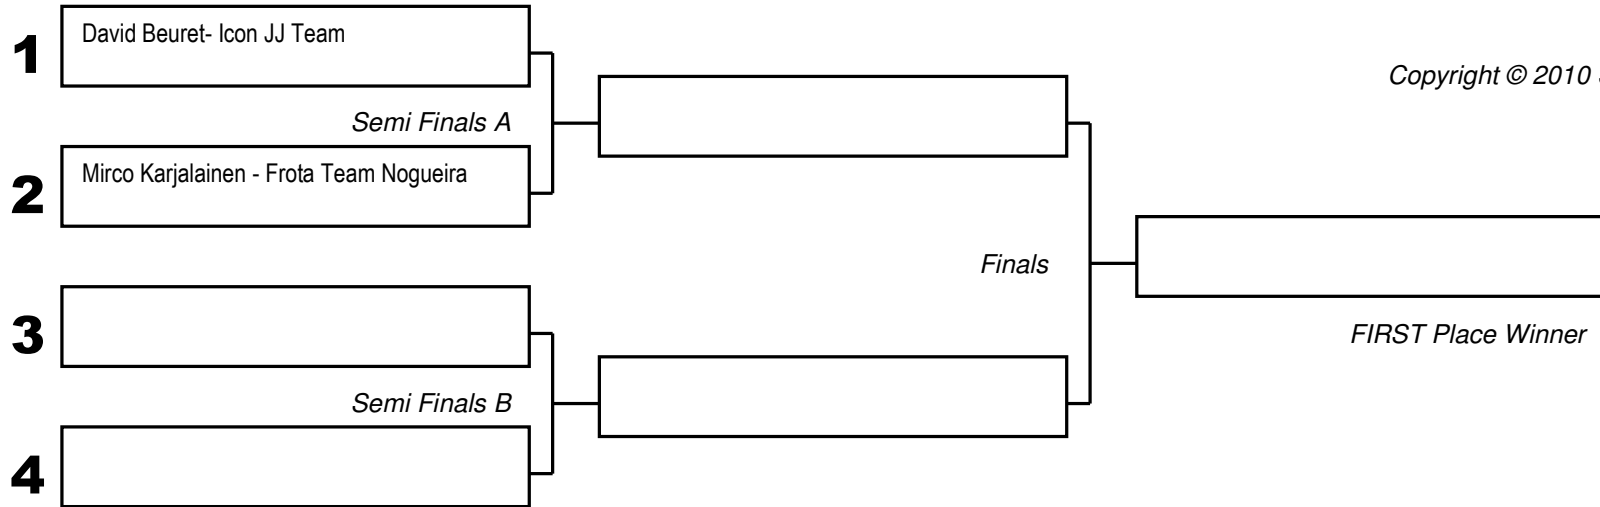 1
David Beuret- Icon JJ Team
Copyright © 2010
Semi Finals A
2
Mirco Karjalainen - Frota Team Nogueira
Finals
3
FIRST Place Winner
Semi Finals B
4